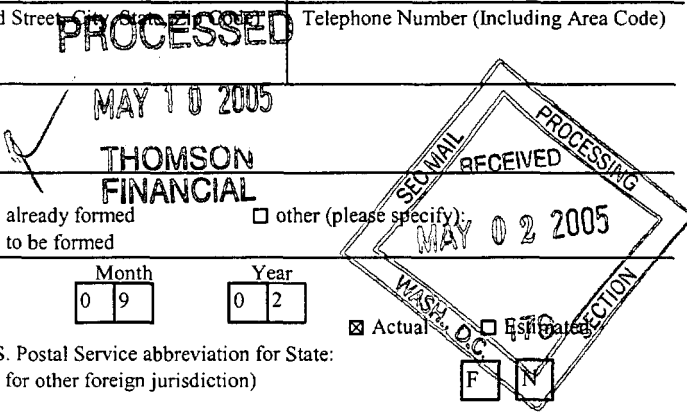 d Street, City, State, Zip Code) Telephone Number (Including Area Code)
PROCESSED
MAY 10 2005
THOMSON
FINANCIAL
SEC MAIL PROCESSING
RECEIVED
MAY 02 2005
WASH, D.C. 178 SECTION
already formed ☐ other (please specify):
to be formed
Month Year
0 9 0 2
☒ Actual ☐ Estimated
S. Postal Service abbreviation for State:
for other foreign jurisdiction) F N